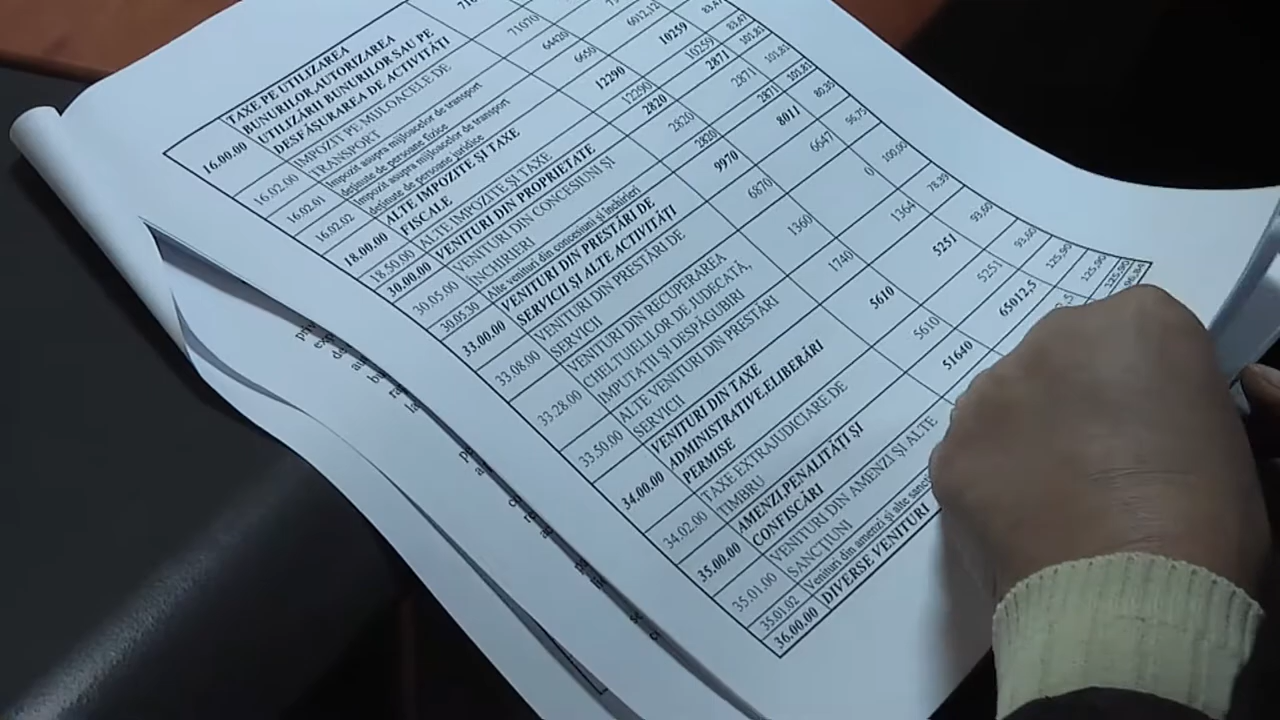 TAXE PE UTILIZAREA
BUNURILOR,AUTORIZAREA
UTILIZĂRII BUNURILOR SAU PE
16.00.00 DESFĂȘURAREA DE ACTIVITĂȚI
IMPOZIT PE MIJLOACELE DE
16.02.00 TRANSPORT 71070
Impozit asupra mijloacelor de transport
16.02.01 deținute de persoane fizice 64420
Impozit asupra mijloacelor de transport
16.02.02 deținute de persoane juridice 6650 6012,12
ALTE IMPOZITE ȘI TAXE
18.00.00 FISCALE 12290 10259 83,47
18.50.00 ALTE IMPOZITE ȘI TAXE 12290 10259 83,47
30.00.00 VENITURI DIN PROPRIETATE 2820 2871 101,81
VENITURI DIN CONCESIUNI ȘI
30.05.00 ÎNCHIRIERI 2820 2871 101,81
30.05.30 Alte venituri din concesiuni și închirieri 2820 2871 101,81
VENITURI DIN PRESTĂRI DE
33.00.00 SERVICII ȘI ALTE ACTIVITĂȚI 9970 8011 80,35
VENITURI DIN PRESTĂRI DE
33.08.00 SERVICII 6870 6647 96,75
VENITURI DIN RECUPERAREA
CHELTUIELILOR DE JUDECATĂ,
33.28.00 IMPUTAȚII ȘI DESPĂGUBIRI 1360 0 100,00
ALTE VENITURI DIN PRESTĂRI
33.50.00 SERVICII 1740 1364 78,39
VENITURI DIN TAXE
ADMINISTRATIVE,ELIBERĂRI
34.00.00 PERMISE 5610 5251 93,60
TAXE EXTRAJUDICIARE DE
34.02.00 TIMBRU 5610 5251 93,60
AMENZI,PENALITĂȚI ȘI
35.00.00 CONFISCĂRI 51640 65012,5 125,90
VENITURI DIN AMENZI ȘI ALTE
35.01.00 SANCȚIUNI 125,90
35.01.02 Venituri din amenzi și alte
36.00.00 DIVERSE VENITURI